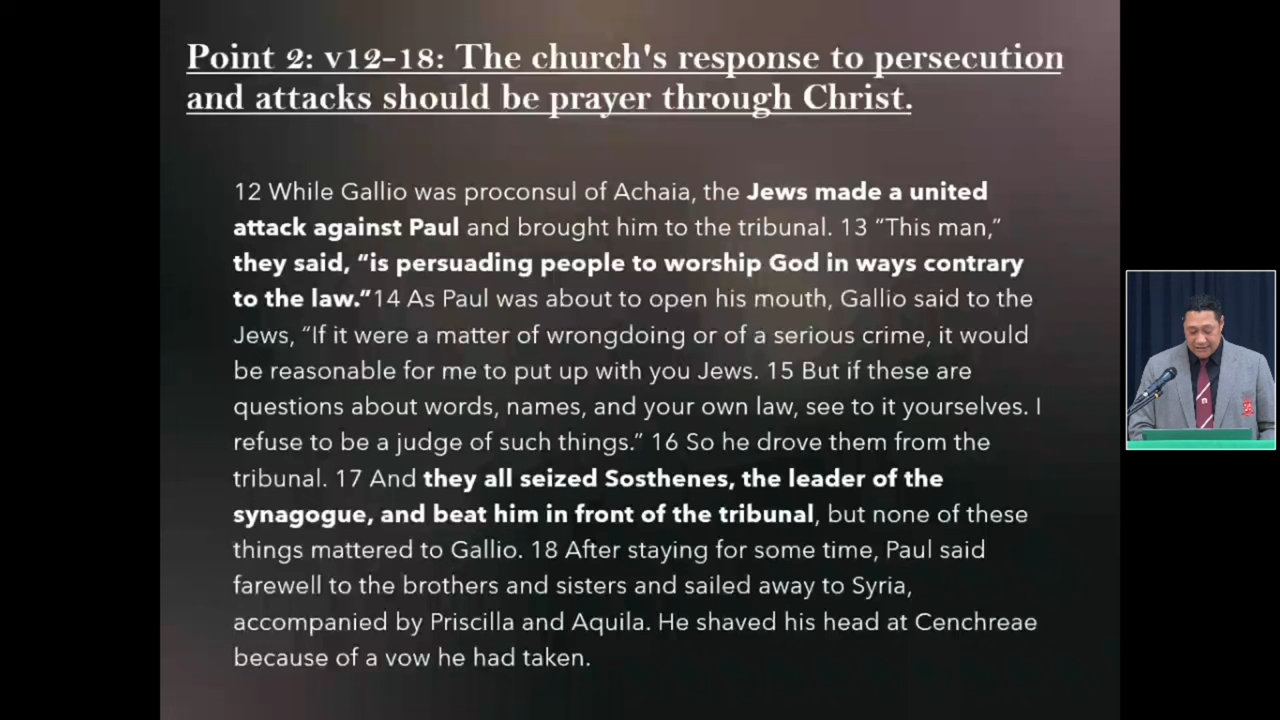 Point 2: v12-18: The church's response to persecution
and attacks should be prayer through Christ.
12 While Gallio was proconsul of Achaia, the Jews made a united
attack against Paul and brought him to the tribunal. 13 “This man,”
they said, “is persuading people to worship God in ways contrary
to the law.”14 As Paul was about to open his mouth, Gallio said to the
Jews, “If it were a matter of wrongdoing or of a serious crime, it would
be reasonable for me to put up with you Jews. 15 But if these are
questions about words, names, and your own law, see to it yourselves. I
refuse to be a judge of such things.” 16 So he drove them from the
tribunal. 17 And they all seized Sosthenes, the leader of the
synagogue, and beat him in front of the tribunal, but none of these
things mattered to Gallio. 18 After staying for some time, Paul said
farewell to the brothers and sisters and sailed away to Syria,
accompanied by Priscilla and Aquila. He shaved his head at Cenchreae
because of a vow he had taken.